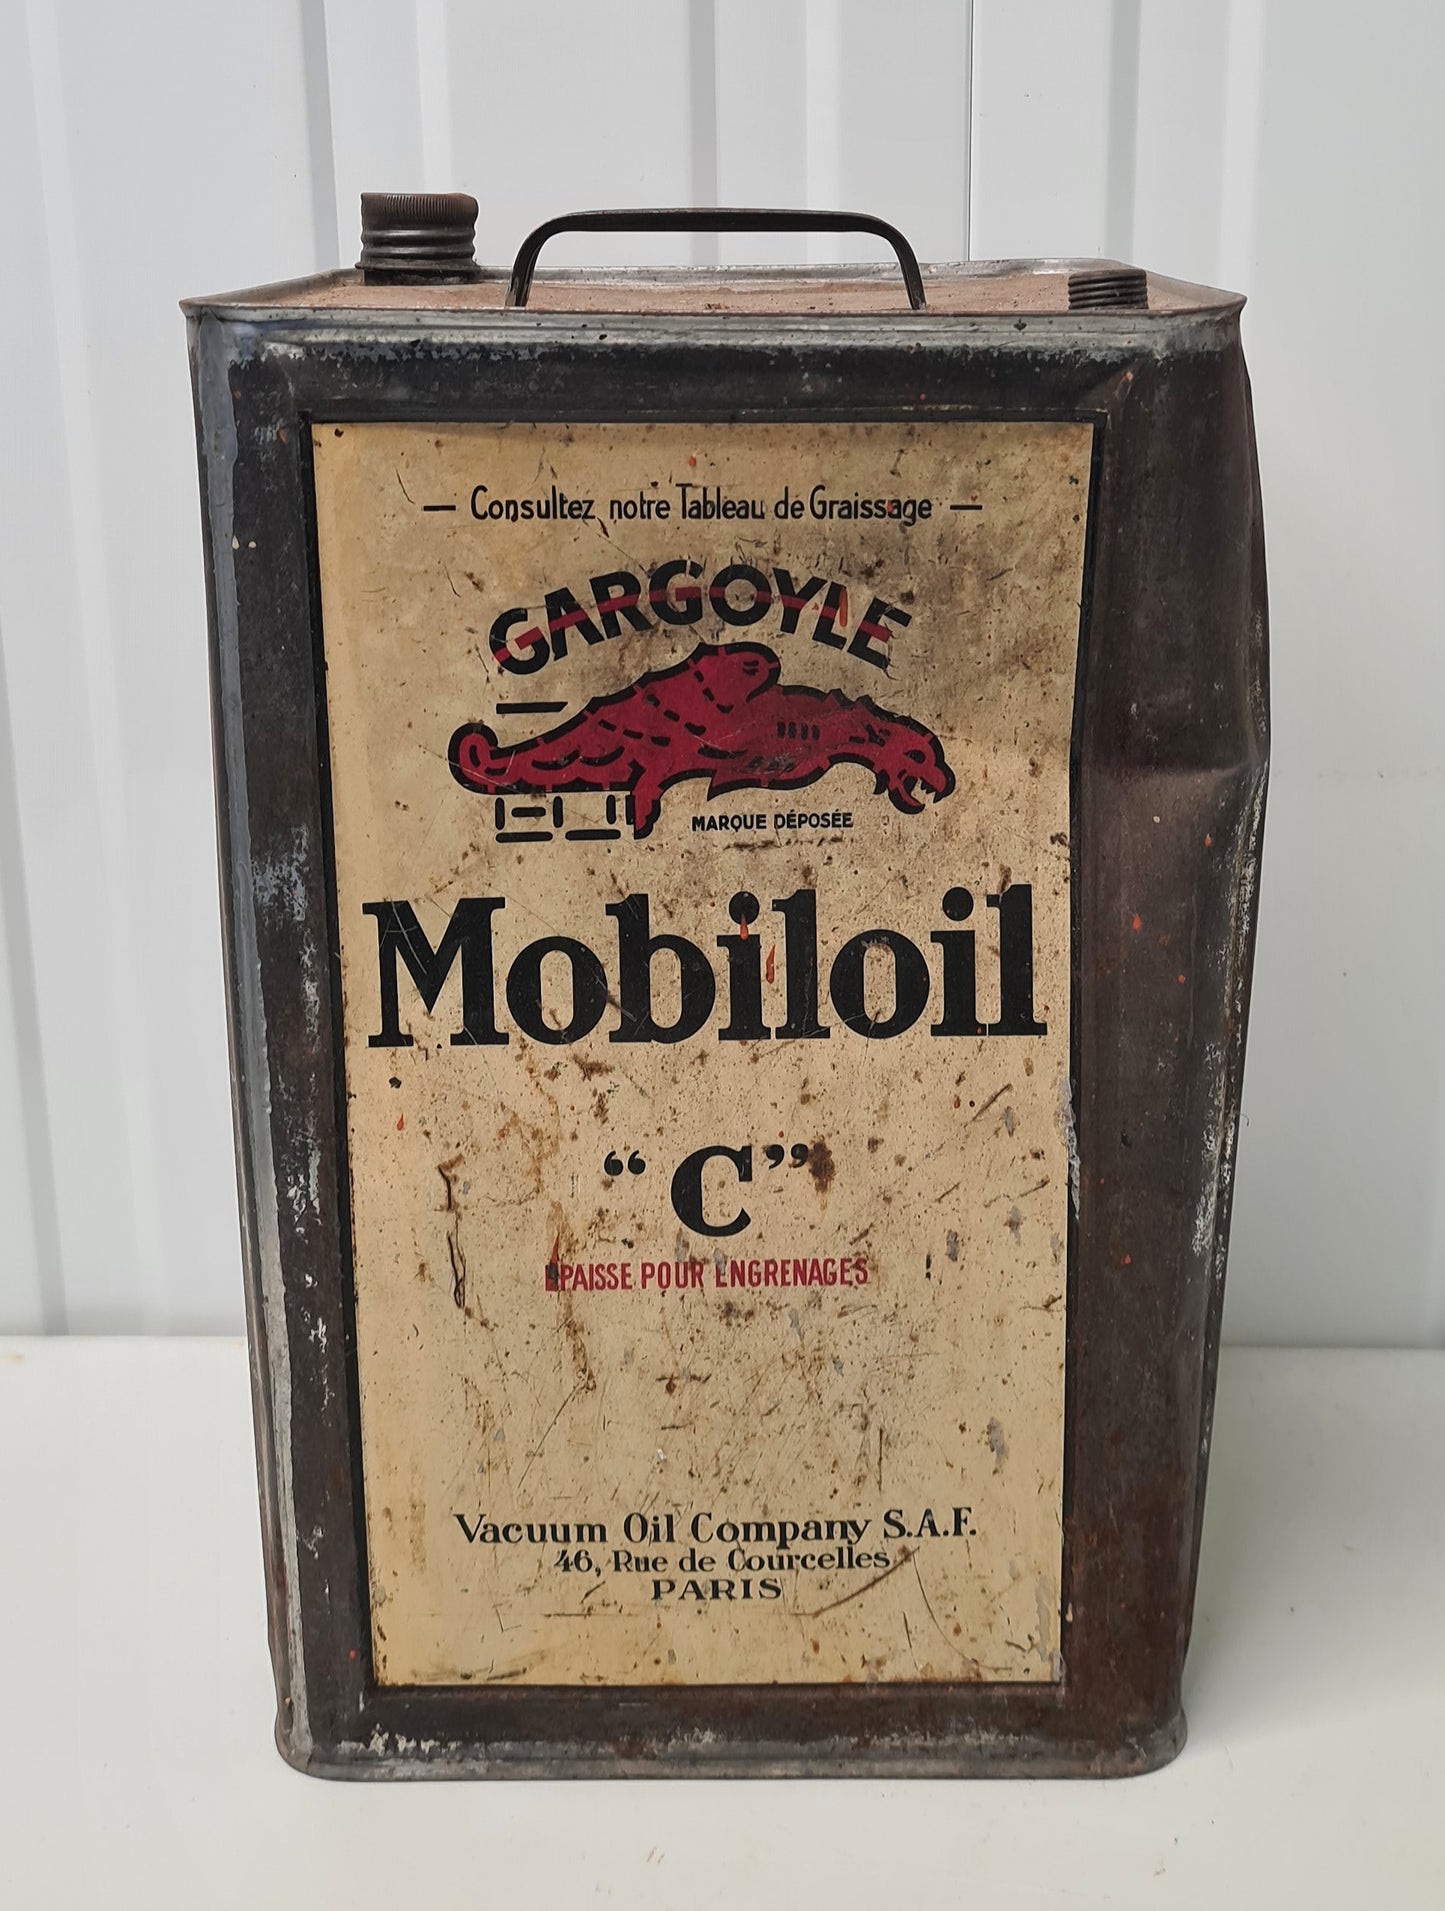 — Consultez notre Tableau de Graissage —
GARGOYLE
MARQUE DÉPOSÉE
Mobiloil
“C”
ÉPAISSE POUR ENGRENAGES
Vacuum Oil Company S.A.F.
46, Rue de Courcelles
PARIS